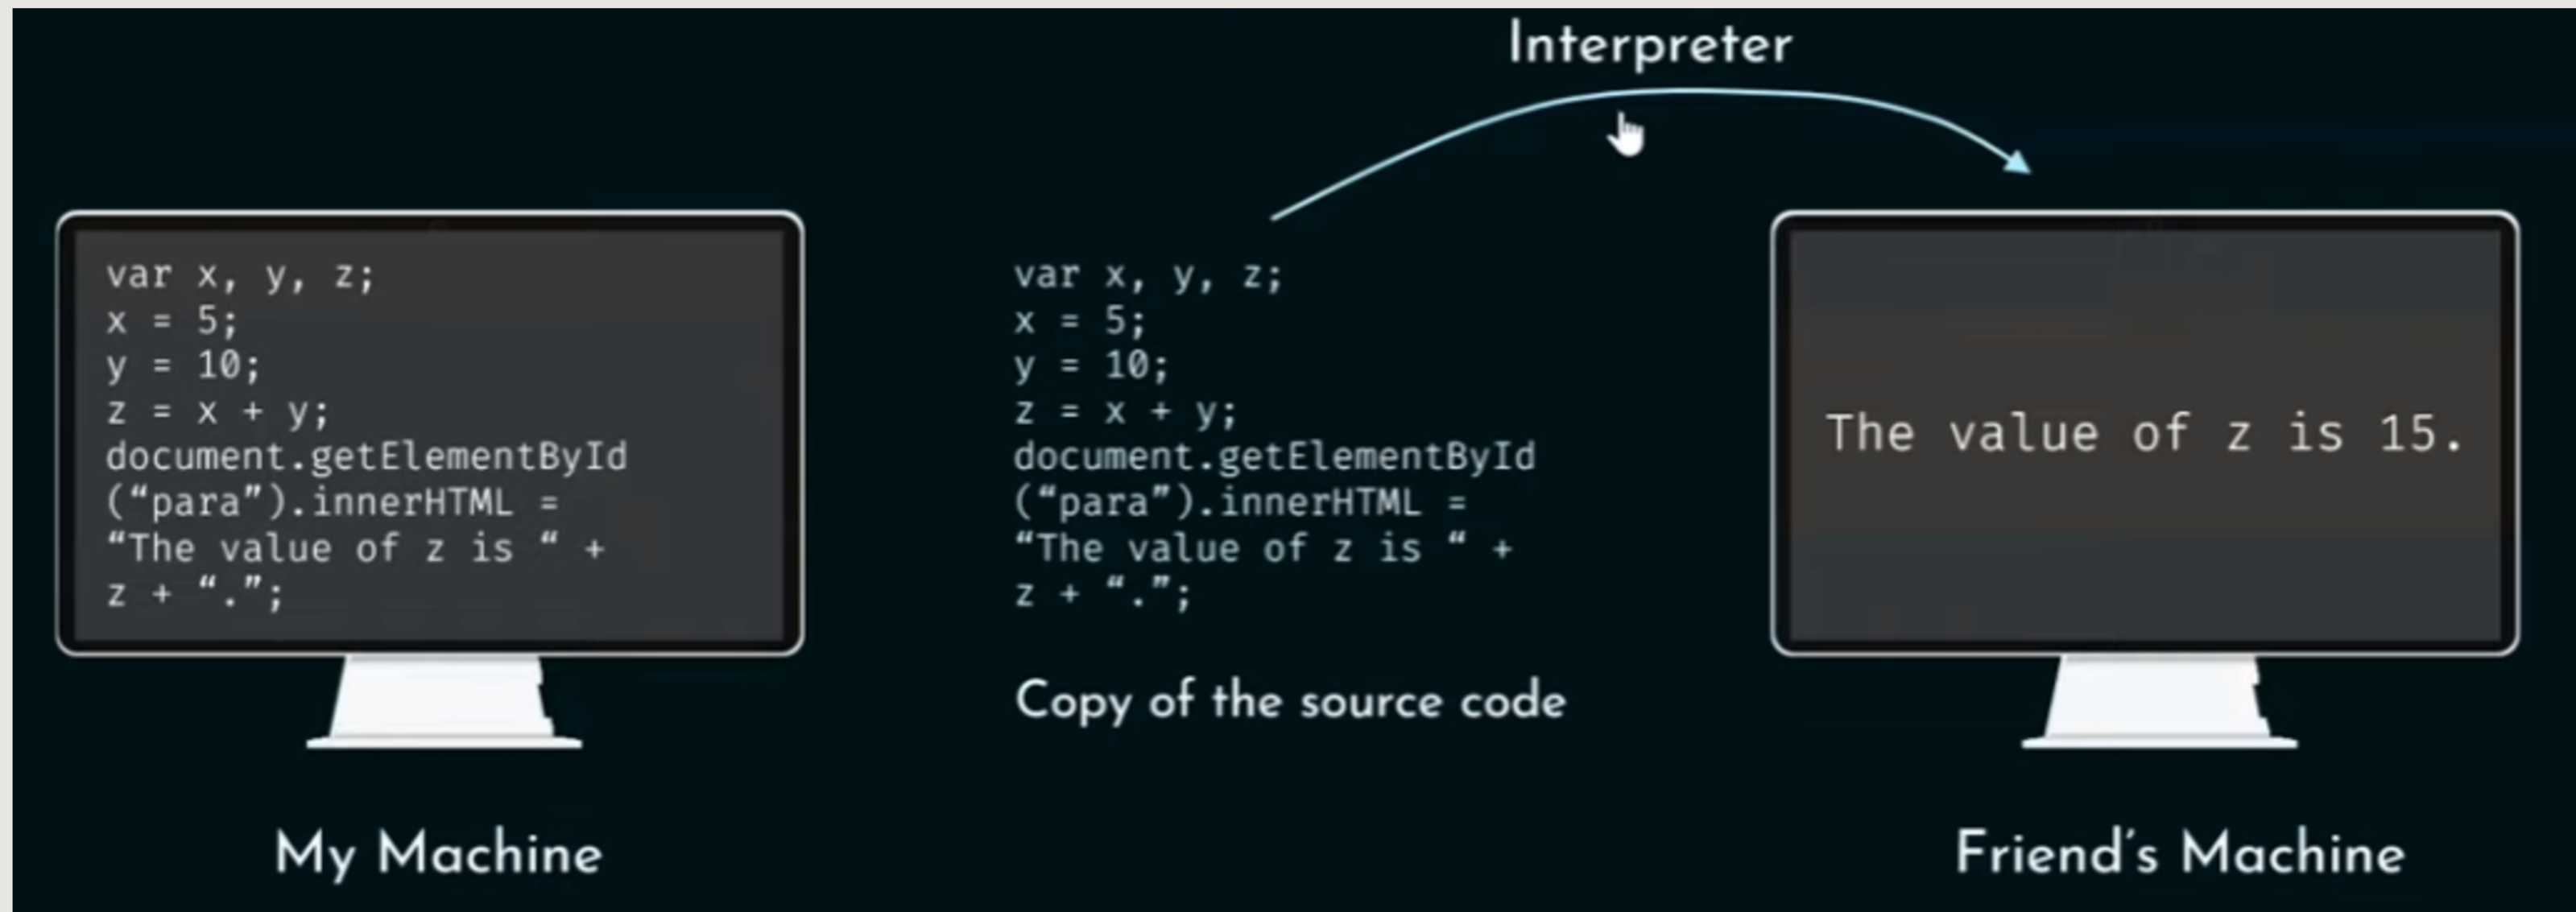 Interpreter
var x, y, z;
x = 5;
y = 10;
z = x + y;
document.getElementById
(“para”).innerHTML =
“The value of z is “ +
z + “.”;
My Machine
var x, y, z;
x = 5;
y = 10;
z = x + y;
document.getElementById
(“para”).innerHTML =
“The value of z is “ +
z + “.”;
Copy of the source code
The value of z is 15.
Friend’s Machine